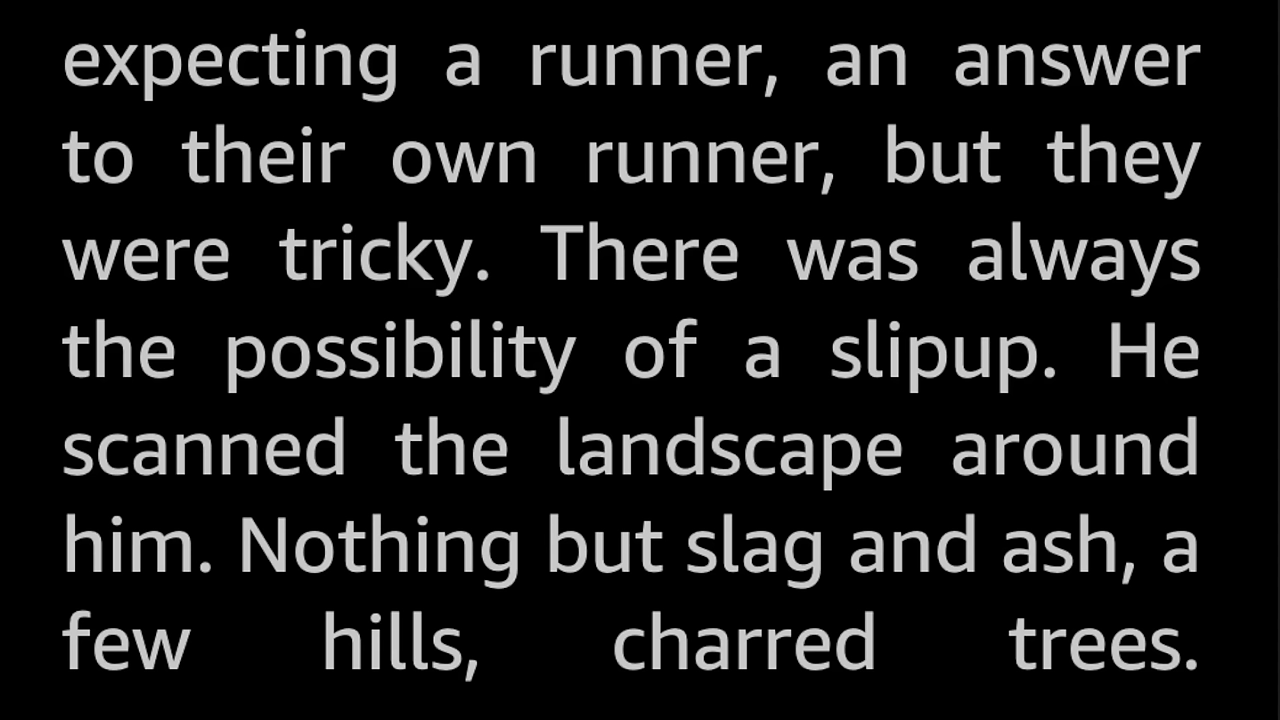 expecting a runner, an answer
to their own runner, but they
were tricky. There was always
the possibility of a slipup. He
scanned the landscape around
him. Nothing but slag and ash, a
few hills, charred trees.